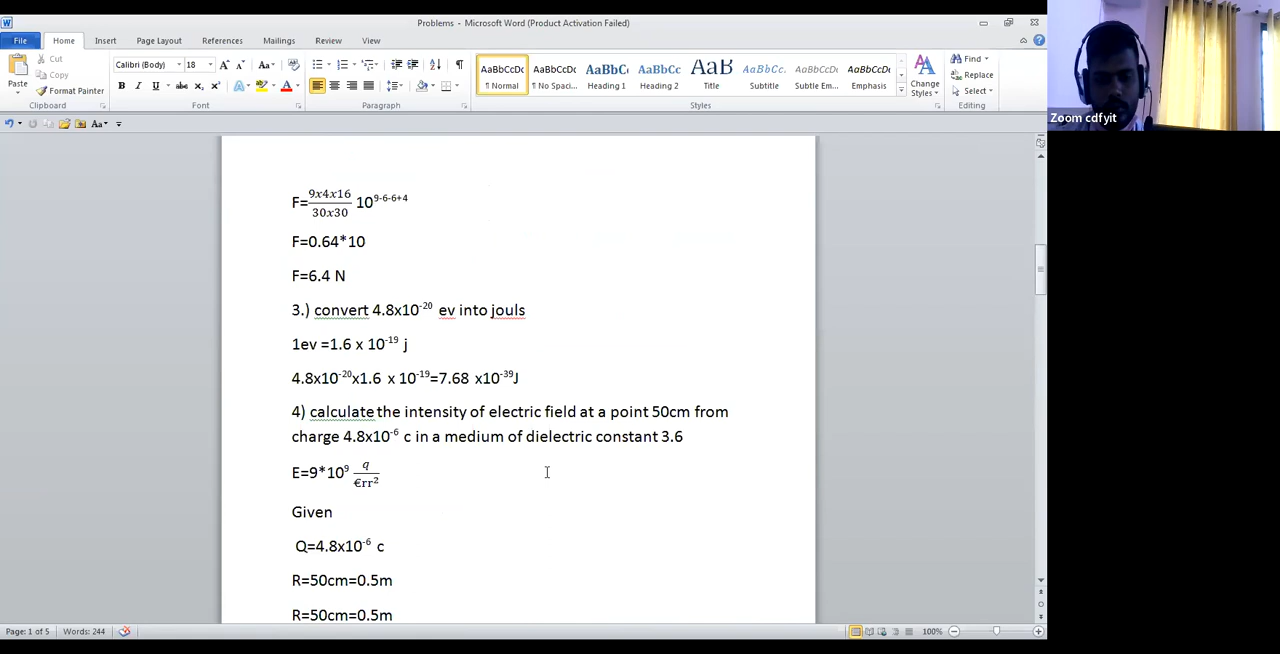 Problems - Microsoft Word (Product Activation Failed)
File Home Insert Page Layout References Mailings Review View
Cut
Copy
Paste
Format Painter
Clipboard
Calibri (Body) 18
Font
Paragraph
AaBbCcDc AaBbCcDc AaBbC AaBbCc AaB AaBbCc. AaBbCcDc AaBbCcDc
¶ Normal ¶ No Spaci... Heading 1 Heading 2 Title Subtitle Subtle Em... Emphasis
Styles
Change Styles
Find
Replace
Select
Editing
Zoom cdfyit
F=9x4x16/30x30 10^9-6-6+4
F=0.64*10
F=6.4 N
3.) convert 4.8x10^-20 ev into jouls
1ev =1.6 x 10^-19 j
4.8x10^-20x1.6 x 10^-19=7.68 x10^-39J
4) calculate the intensity of electric field at a point 50cm from
charge 4.8x10^-6 c in a medium of dielectric constant 3.6
E=9*10^9 q/€rr^2
Given
Q=4.8x10^-6 c
R=50cm=0.5m
R=50cm=0.5m
Page: 1 of 5 Words: 244 100%